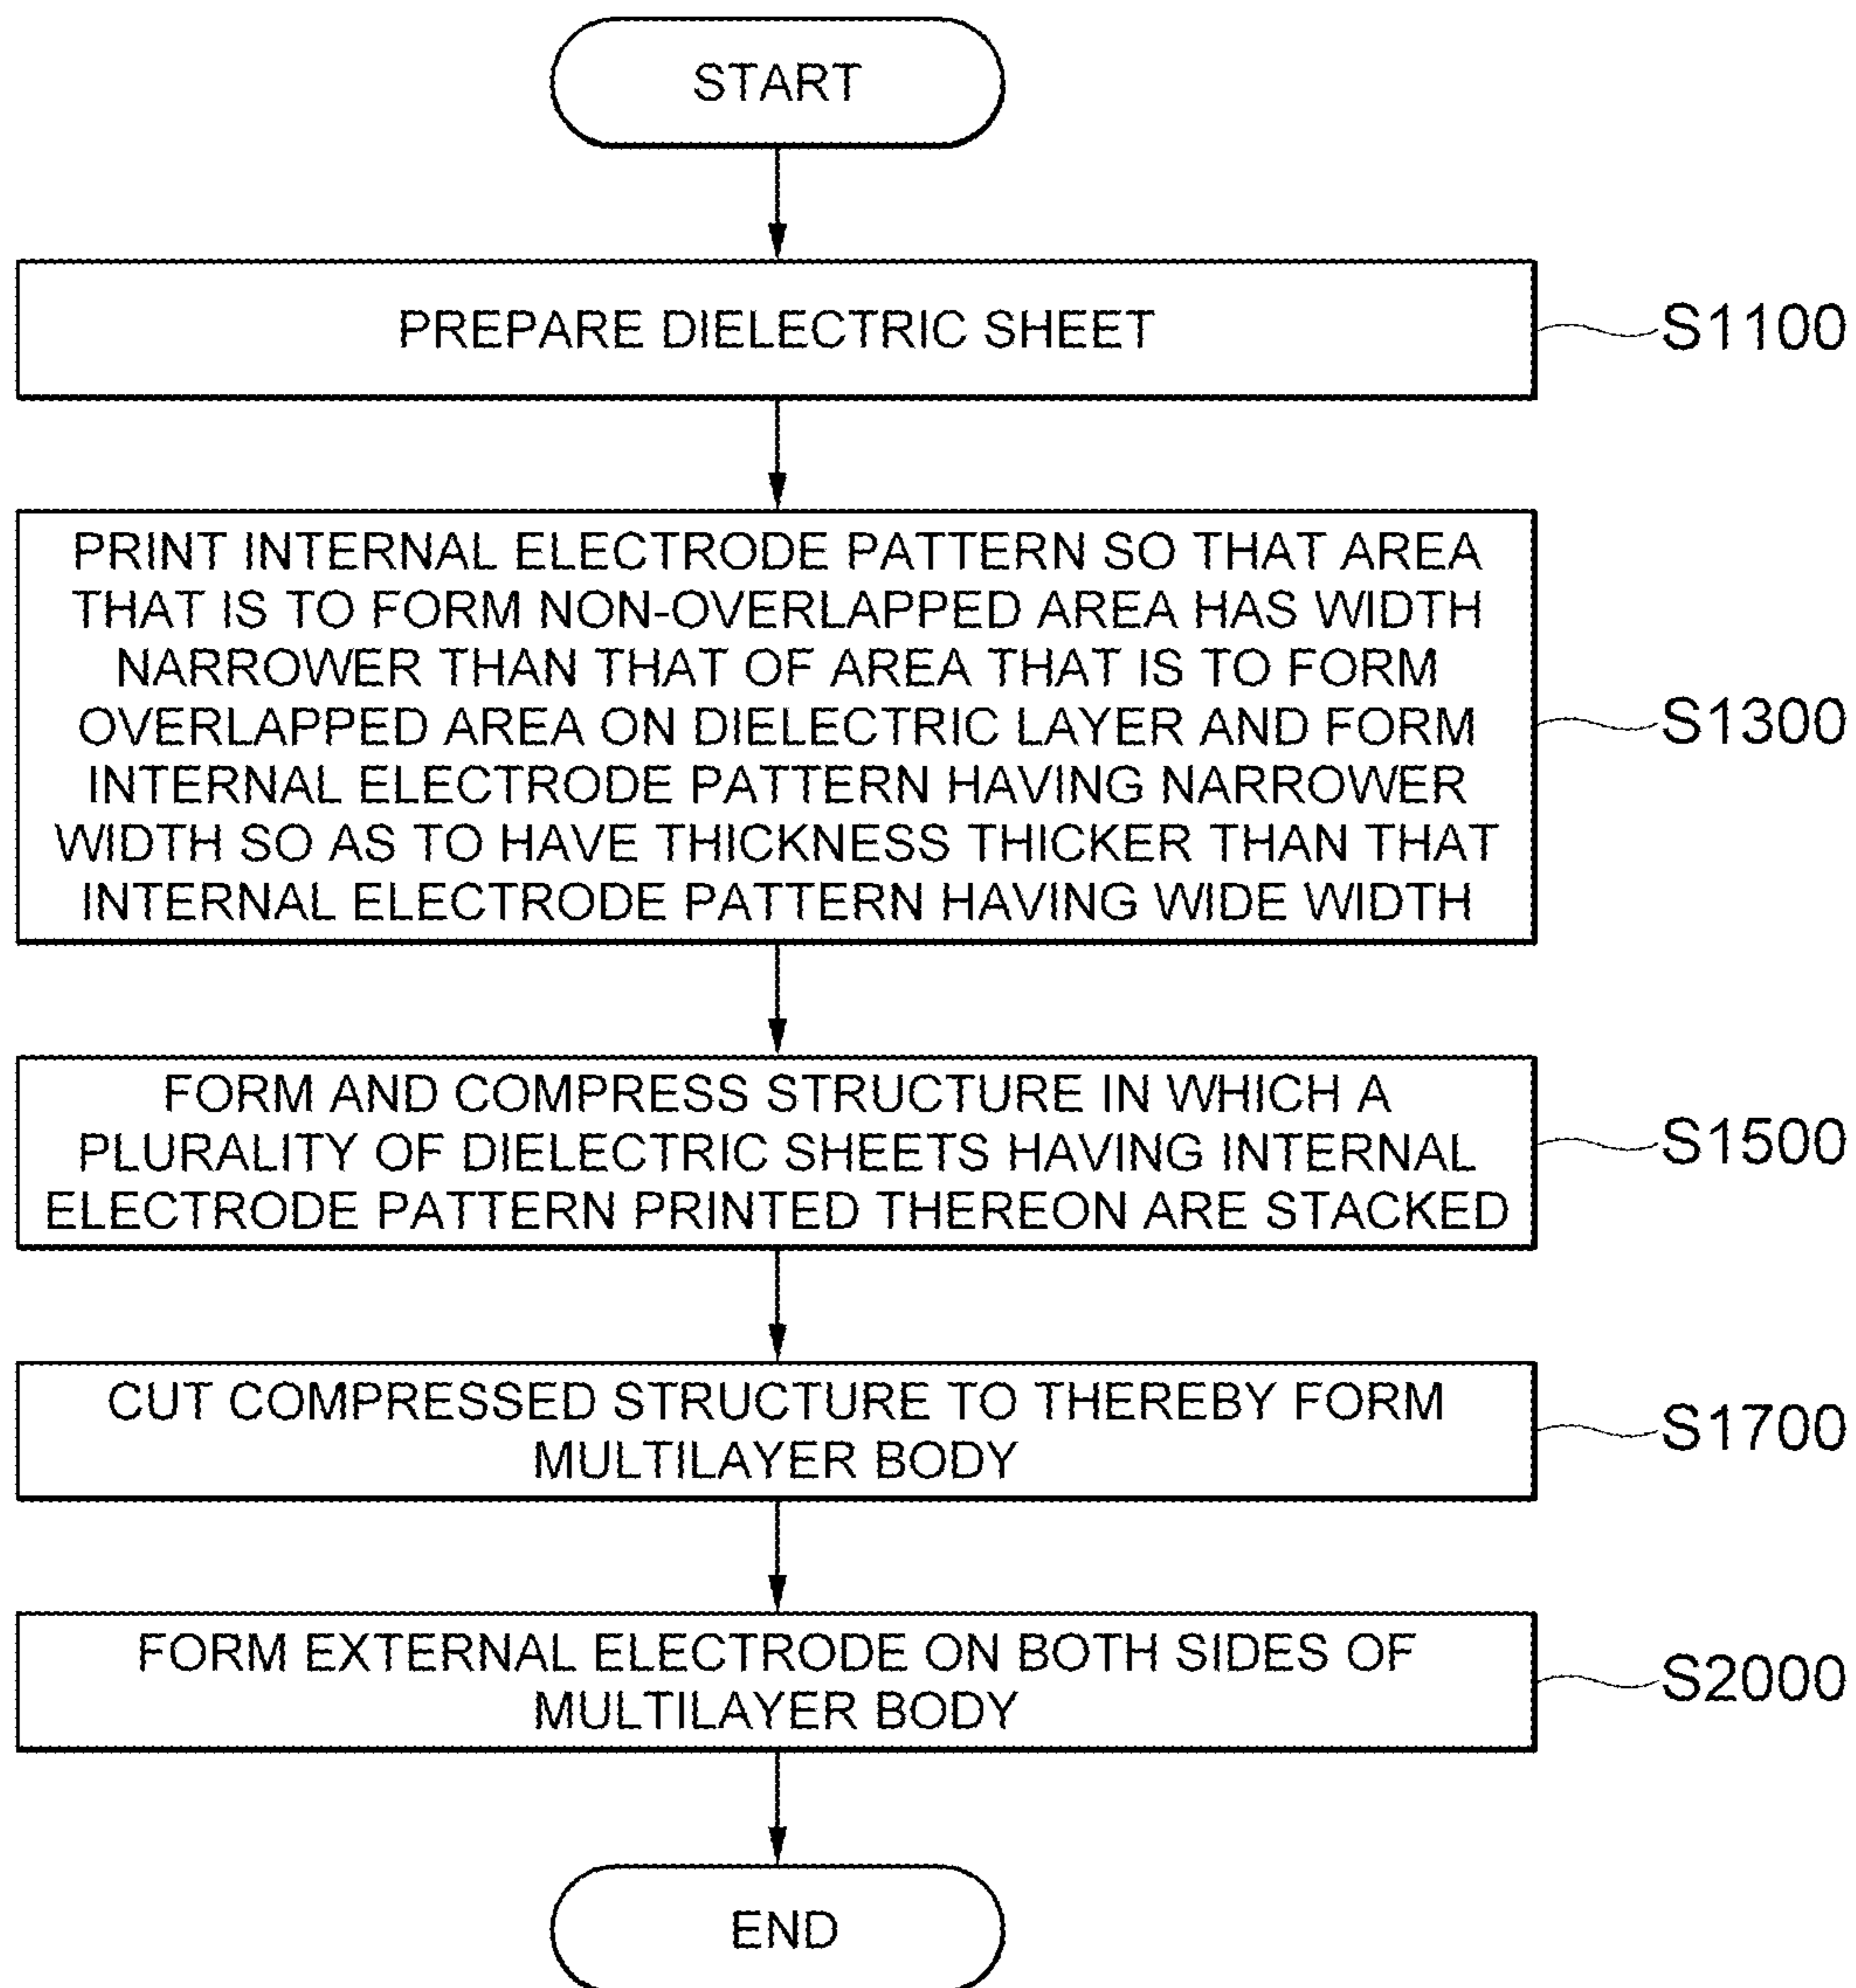 START
PREPARE DIELECTRIC SHEET
S1100
PRINT INTERNAL ELECTRODE PATTERN SO THAT AREA
THAT IS TO FORM NON-OVERLAPPED AREA HAS WIDTH
NARROWER THAN THAT OF AREA THAT IS TO FORM
OVERLAPPED AREA ON DIELECTRIC LAYER AND FORM
INTERNAL ELECTRODE PATTERN HAVING NARROWER
WIDTH SO AS TO HAVE THICKNESS THICKER THAN THAT
INTERNAL ELECTRODE PATTERN HAVING WIDE WIDTH
S1300
FORM AND COMPRESS STRUCTURE IN WHICH A
PLURALITY OF DIELECTRIC SHEETS HAVING INTERNAL
ELECTRODE PATTERN PRINTED THEREON ARE STACKED
S1500
CUT COMPRESSED STRUCTURE TO THEREBY FORM
MULTILAYER BODY
S1700
FORM EXTERNAL ELECTRODE ON BOTH SIDES OF
MULTILAYER BODY
S2000
END